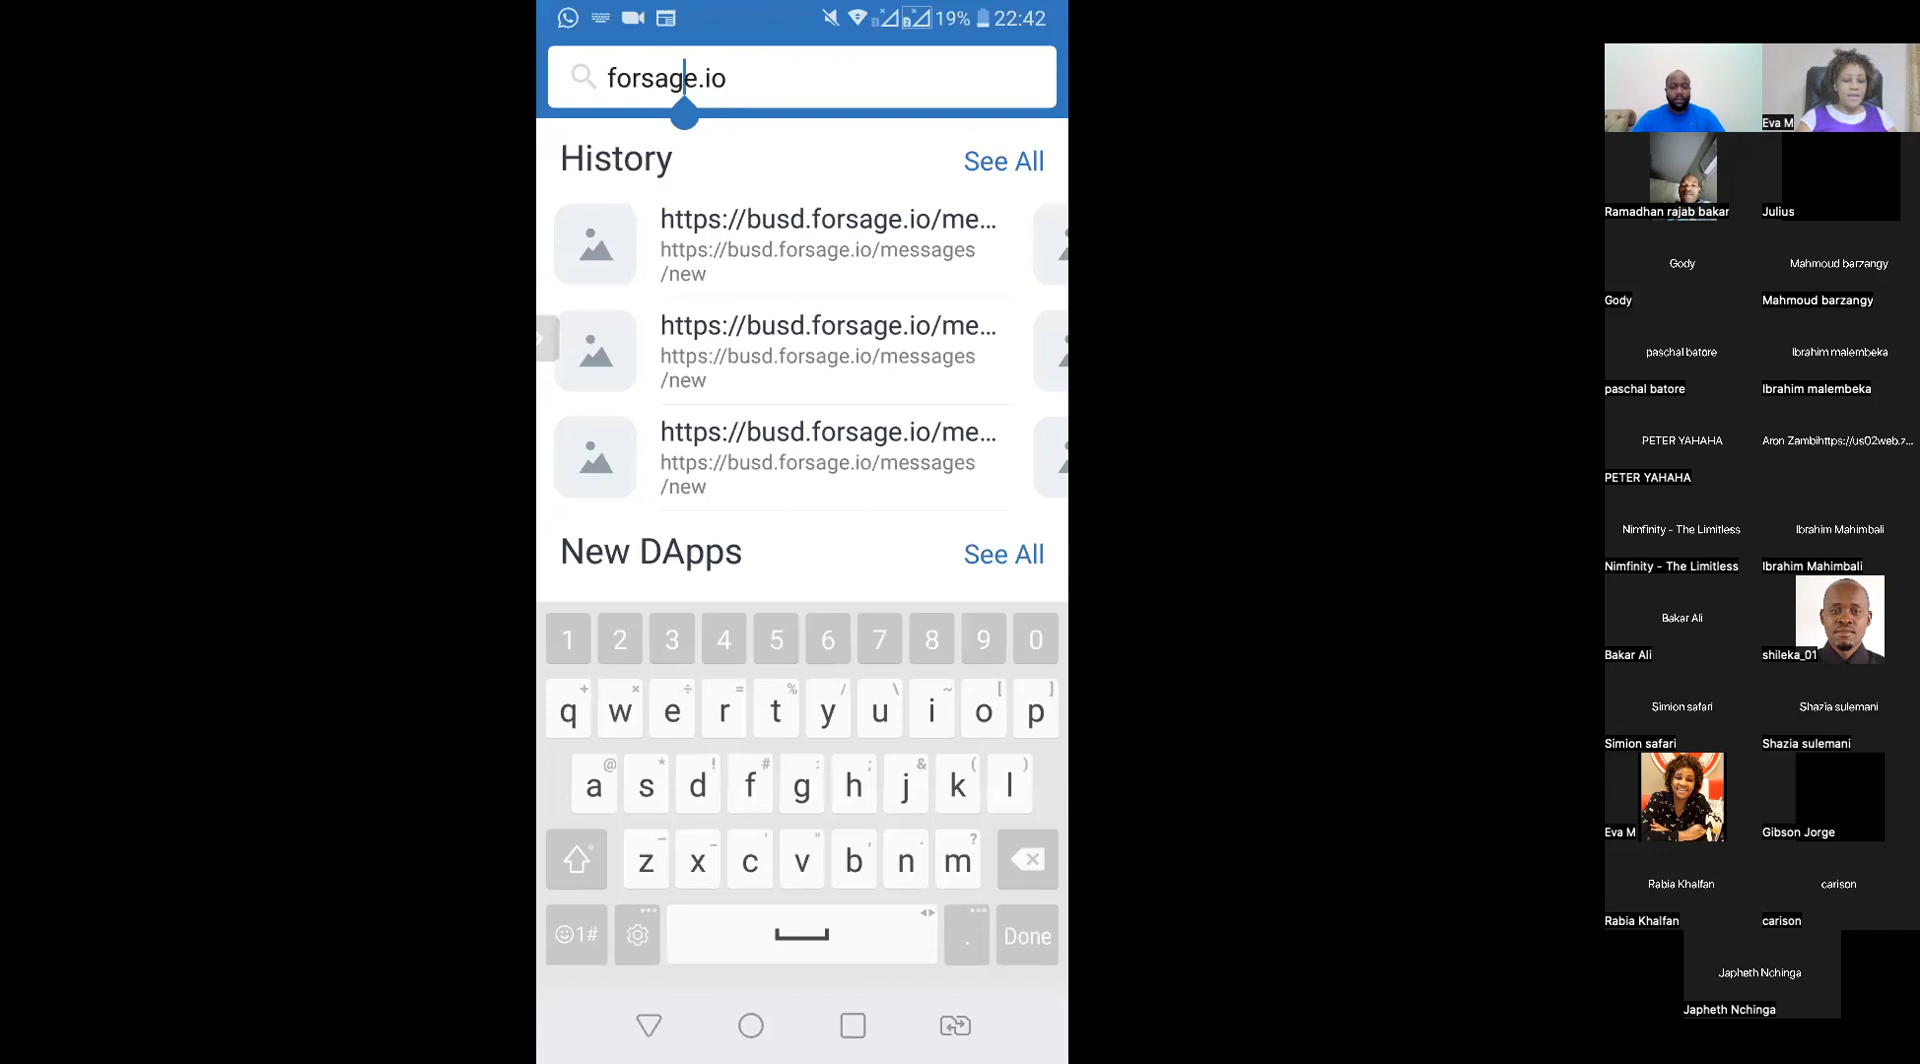 19% 22:42
forsage.io
History See All
https://busd.forsage.io/me...
https://busd.forsage.io/messages
/new
https://busd.forsage.io/me...
https://busd.forsage.io/messages
/new
https://busd.forsage.io/me...
https://busd.forsage.io/messages
/new
New DApps See All
1 2 3 4 5 6 7 8 9 0
q w e r t y u i o p
a s d f g h j k l
z x c v b n m
1# . Done
Eva M
Ramadhan rajab bakar Julius
Gody Mahmoud barzangy
Gody Mahmoud barzangy
paschal batore Ibrahim malembeka
paschal batore Ibrahim malembeka
PETER YAHAHA Aron Zambihttps://us02web.z...
PETER YAHAHA
Nimfinity - The Limitless Ibrahim Mahimbali
Nimfinity - The Limitless Ibrahim Mahimbali
Bakar Ali
Bakar Ali shileka_01
Simion safari Shazia sulemani
Simion safari Shazia sulemani
Eva M Gibson Jorge
Rabia Khalfan carison
Rabia Khalfan carison
Japheth Nchinga
Japheth Nchinga